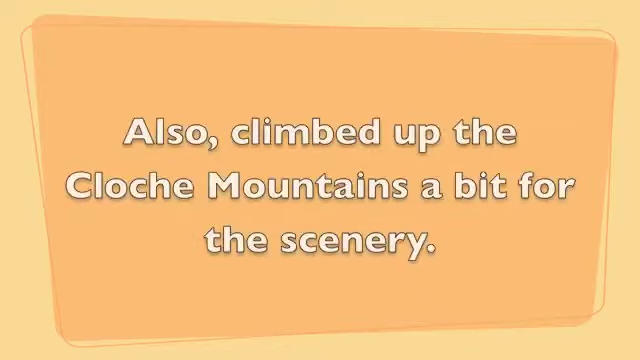 Also, climbed up the
Cloche Mountains a bit for
the scenery.